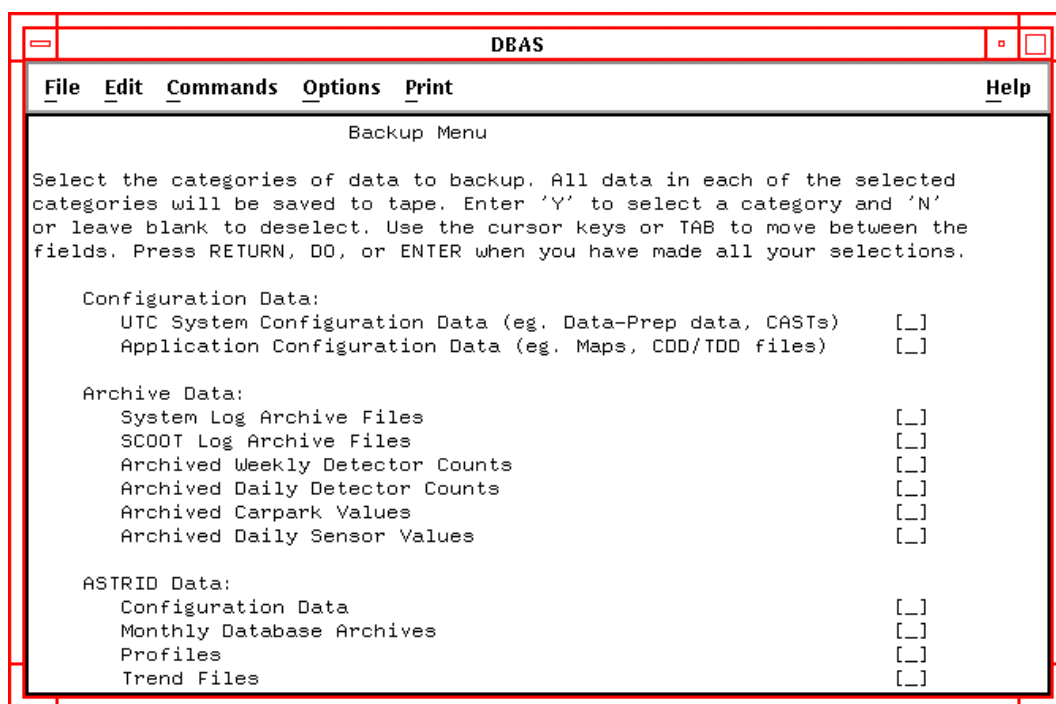 DBAS
File Edit Commands Options Print Help
Backup Menu
Select the categories of data to backup. All data in each of the selected
categories will be saved to tape. Enter 'Y' to select a category and 'N'
or leave blank to deselect. Use the cursor keys or TAB to move between the
fields. Press RETURN, DO, or ENTER when you have made all your selections.
Configuration Data:
UTC System Configuration Data (eg. Data-Prep data, CASTs) [_]
Application Configuration Data (eg. Maps, CDD/TDD files) [_]
Archive Data:
System Log Archive Files [_]
SCOOT Log Archive Files [_]
Archived Weekly Detector Counts [_]
Archived Daily Detector Counts [_]
Archived Carpark Values [_]
Archived Daily Sensor Values [_]
ASTRID Data:
Configuration Data [_]
Monthly Database Archives [_]
Profiles [_]
Trend Files [_]